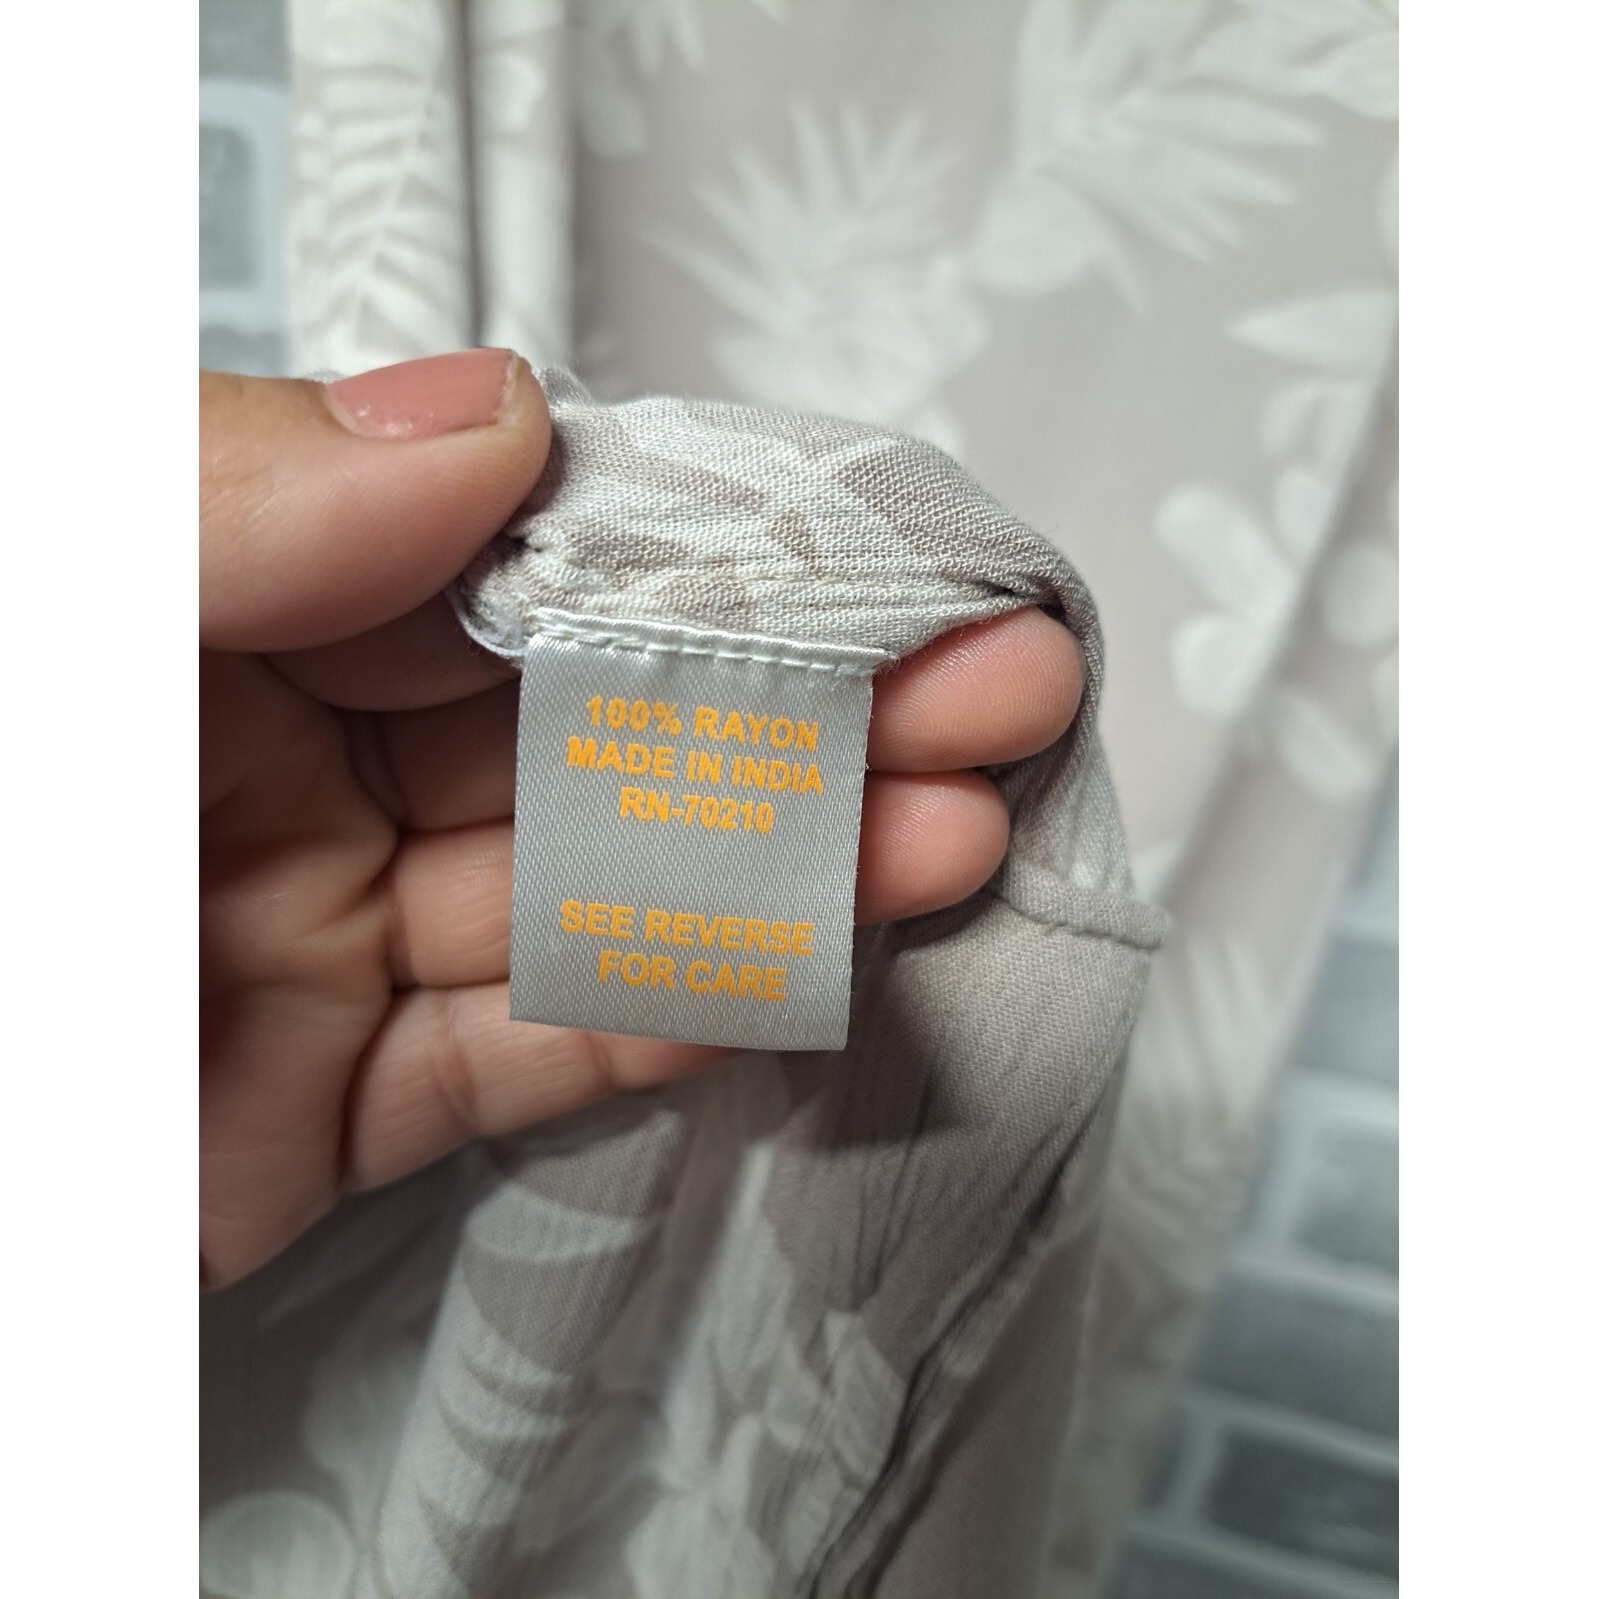 100% RAYON
MADE IN INDIA
RN-70210
SEE REVERSE
FOR CARE